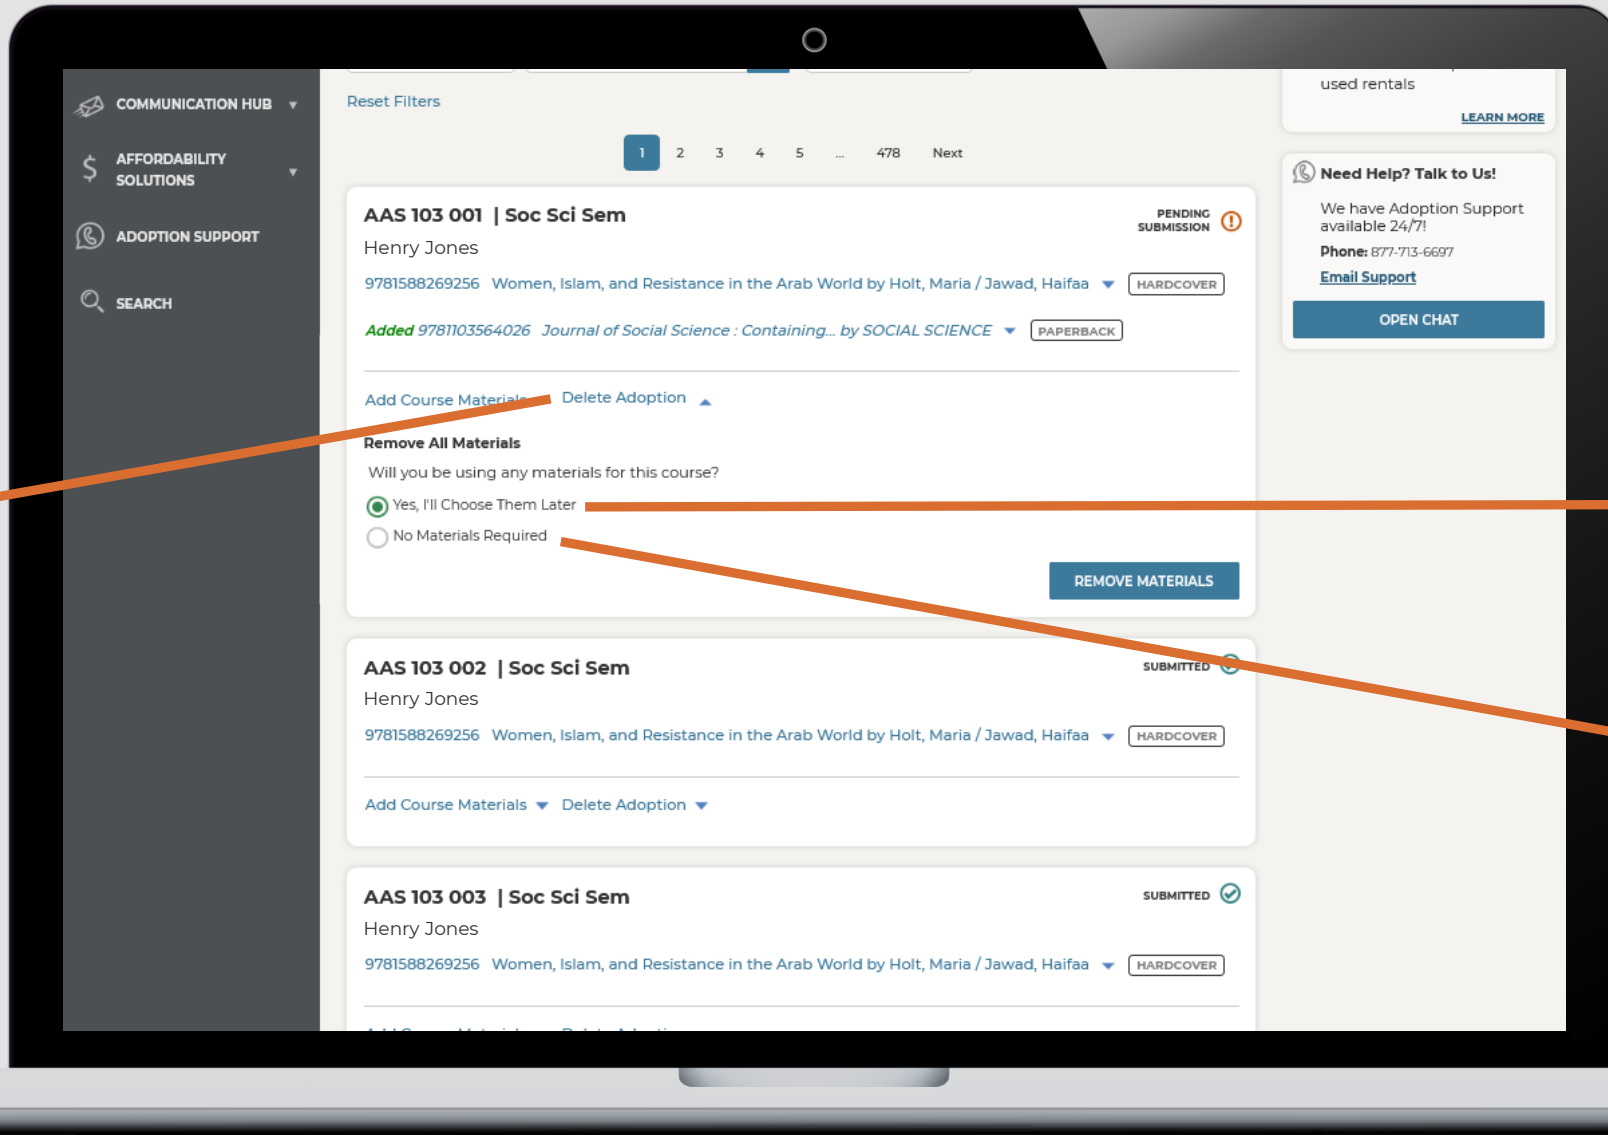 COMMUNICATION HUB
AFFORDABILITY
SOLUTIONS
ADOPTION SUPPORT
SEARCH
Reset Filters
1 2 3 4 5 ... 478 Next
AAS 103 001 | Soc Sci Sem
PENDING
SUBMISSION
Henry Jones
9781588269256 Women, Islam, and Resistance in the Arab World by Holt, Maria / Jawad, Haifaa HARDCOVER
Added 9781103564026 Journal of Social Science : Containing... by SOCIAL SCIENCE PAPERBACK
Add Course Materials Delete Adoption
Remove All Materials
Will you be using any materials for this course?
Yes, I'll Choose Them Later
No Materials Required
REMOVE MATERIALS
AAS 103 002 | Soc Sci Sem
SUBMITTED
Henry Jones
9781588269256 Women, Islam, and Resistance in the Arab World by Holt, Maria / Jawad, Haifaa HARDCOVER
Add Course Materials Delete Adoption
AAS 103 003 | Soc Sci Sem
SUBMITTED
Henry Jones
9781588269256 Women, Islam, and Resistance in the Arab World by Holt, Maria / Jawad, Haifaa HARDCOVER
used rentals
LEARN MORE
Need Help? Talk to Us!
We have Adoption Support
available 24/7!
Phone: 877-713-6697
Email Support
OPEN CHAT